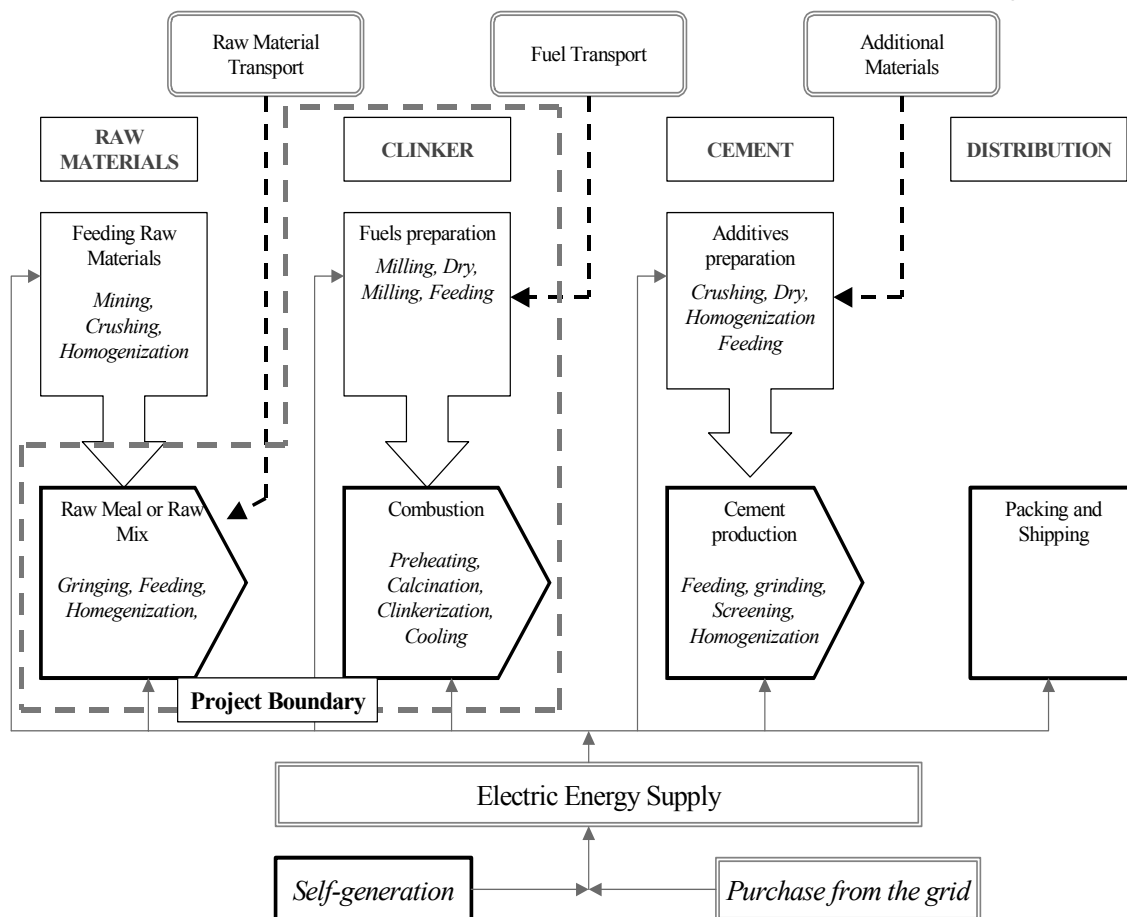 Raw Material
Transport
Fuel Transport
Additional
Materials
RAW
MATERIALS
CLINKER
CEMENT
DISTRIBUTION
Feeding Raw
Materials
Mining,
Crushing,
Homogenization
Fuels preparation
Milling, Dry,
Milling, Feeding
Additives
preparation
Crushing, Dry,
Homogenization
Feeding
Raw Meal or Raw
Mix
Gringing, Feeding,
Homegenization,
Combustion
Preheating,
Calcination,
Clinkerization,
Cooling
Cement
production
Feeding, grinding,
Screening,
Homogenization
Packing and
Shipping
Project Boundary
Electric Energy Supply
Self-generation
Purchase from the grid